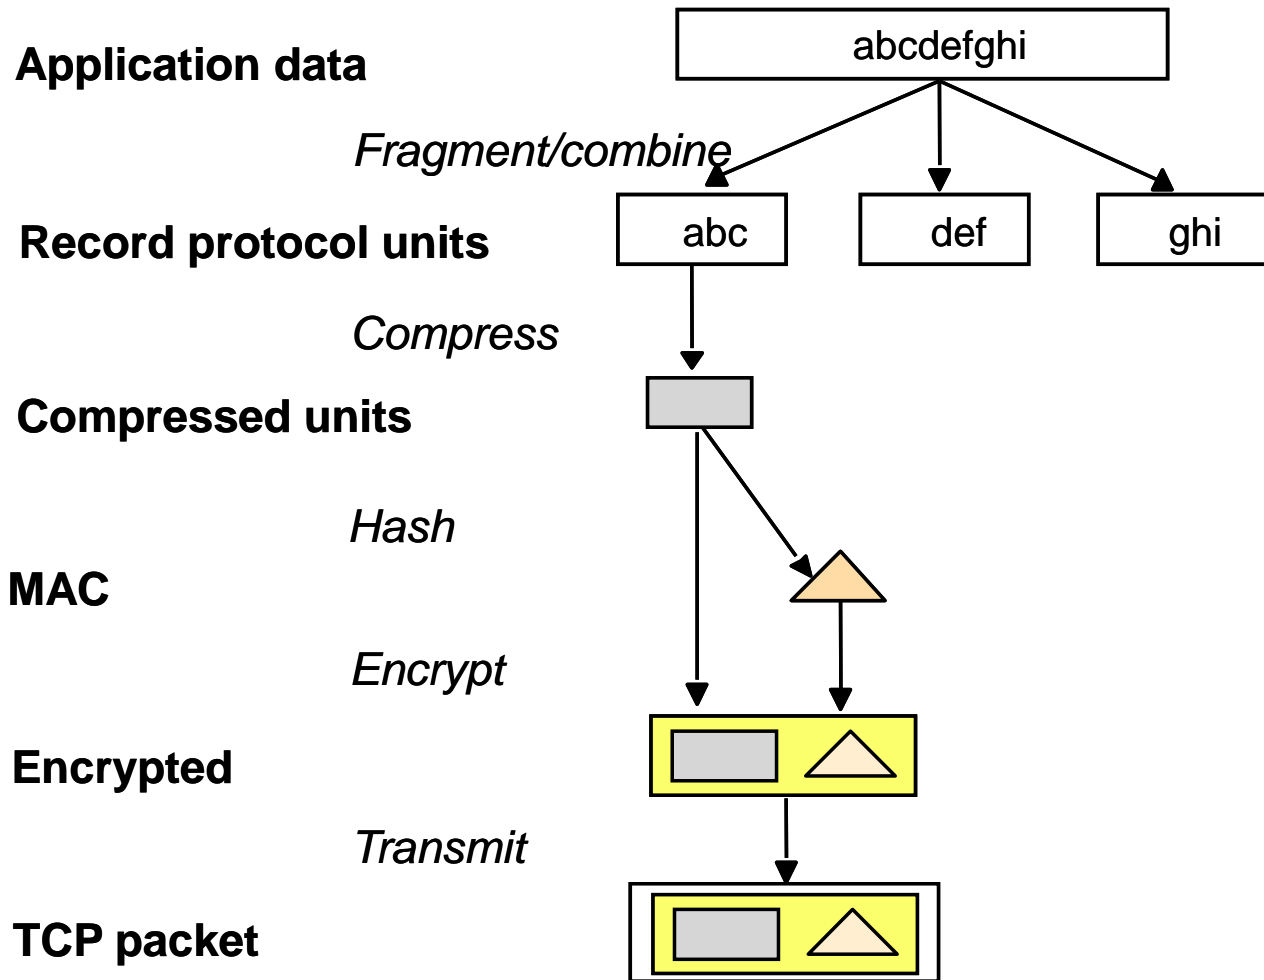 abcdefghi
Application data
Fragment/combine
abc
def
ghi
Record protocol units
Compress
Compressed units
Hash
MAC
Encrypt
Encrypted
Transmit
TCP packet